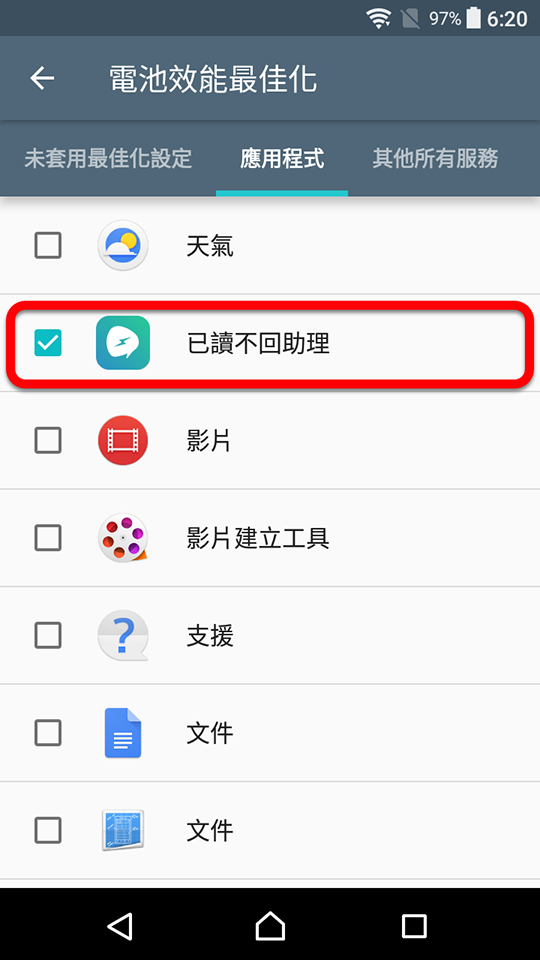 97% 6:20
電池效能最佳化
未套用最佳化設定 應用程式 其他所有服務
天氣
已讀不回助理
影片
影片建立工具
支援
文件
文件